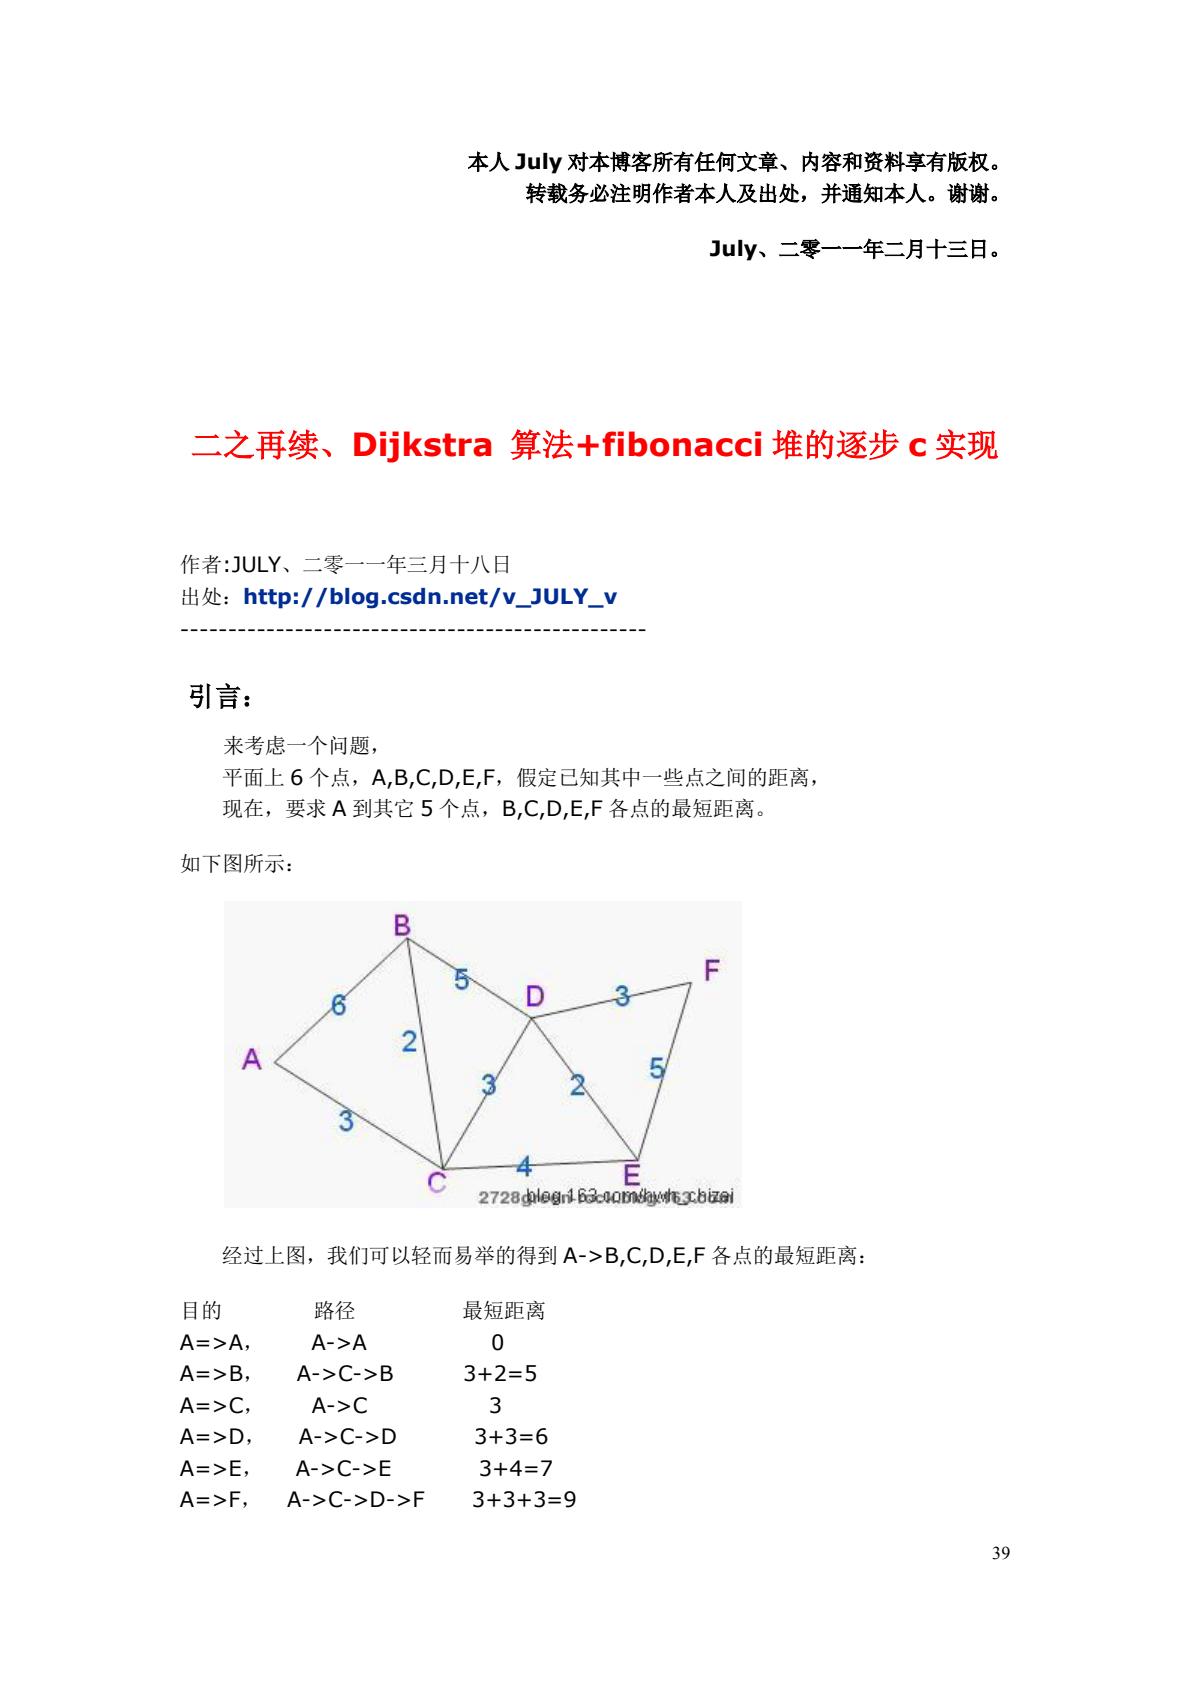 本人 July 对本博客所有任何文章、内容和资料享有版权。
转载务必注明作者本人及出处，并通知本人。谢谢。
July、二零一一年二月十三日。
二之再续、Dijkstra 算法+fibonacci 堆的逐步 c 实现
作者:JULY、二零一一年三月十八日
出处：http://blog.csdn.net/v_JULY_v
-------------------------------------------------
引言：
来考虑一个问题，
平面上 6 个点，A,B,C,D,E,F，假定已知其中一些点之间的距离，
现在，要求 A 到其它 5 个点，B,C,D,E,F 各点的最短距离。
如下图所示：
B
5
F
D
3
6
2
A
5
3
2
3
4
E
C
经过上图，我们可以轻而易举的得到 A->B,C,D,E,F 各点的最短距离：
目的 路径 最短距离
A=>A， A->A 0
A=>B， A->C->B 3+2=5
A=>C， A->C 3
A=>D， A->C->D 3+3=6
A=>E， A->C->E 3+4=7
A=>F， A->C->D->F 3+3+3=9
39